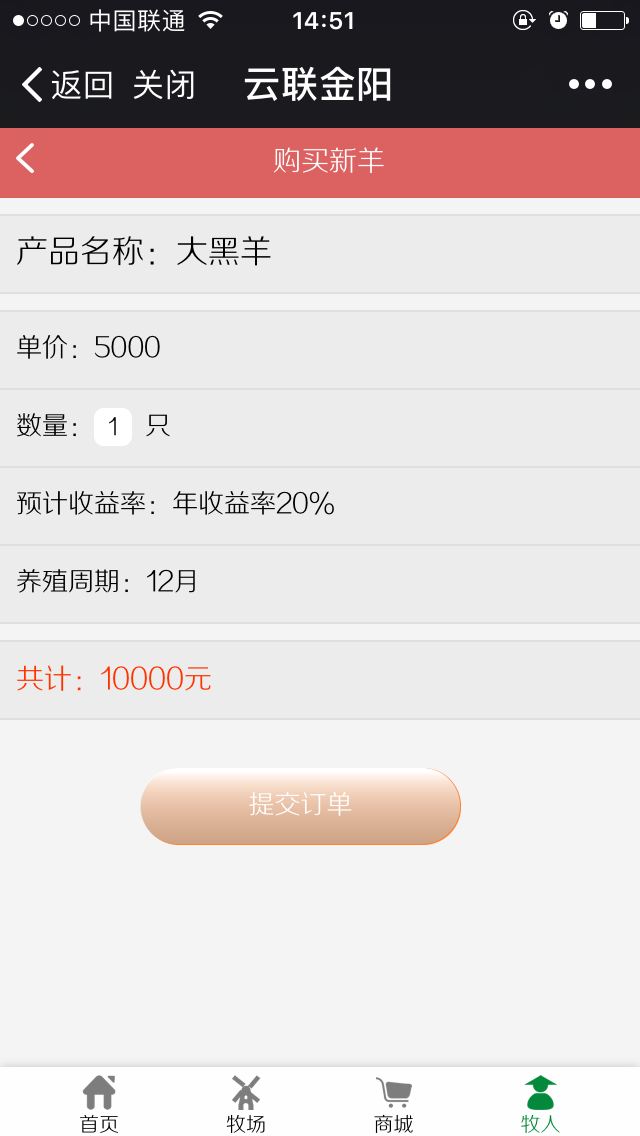 中国联通 14:51
返回 关闭 云联金阳
购买新羊
产品名称：大黑羊
单价：5000
数量：1 只
预计收益率：年收益率20%
养殖周期：12月
共计：10000元
提交订单
首页 牧场 商城 牧人